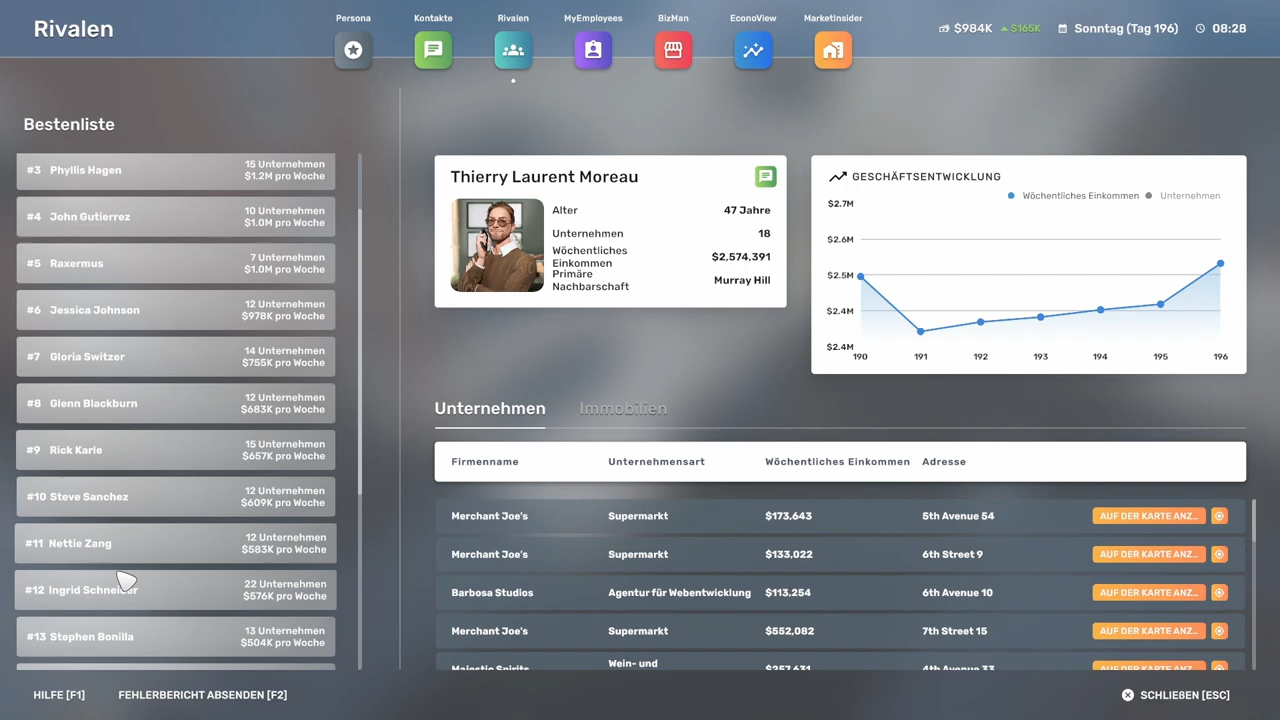 Rivalen
Persona
Kontakte
Rivalen
MyEmployees
BizMan
EconoView
MarketInsider
$984K
$165K
Sonntag (Tag 196)
08:28
Bestenliste
#3 Phyllis Hagen
15 Unternehmen
$1.2M pro Woche
#4 John Gutierrez
10 Unternehmen
$1.0M pro Woche
#5 Raxermus
7 Unternehmen
$1.0M pro Woche
#6 Jessica Johnson
12 Unternehmen
$978K pro Woche
#7 Gloria Switzer
14 Unternehmen
$755K pro Woche
#8 Glenn Blackburn
12 Unternehmen
$683K pro Woche
#9 Rick Karle
15 Unternehmen
$657K pro Woche
#10 Steve Sanchez
12 Unternehmen
$609K pro Woche
#11 Nettie Zang
12 Unternehmen
$583K pro Woche
#12 Ingrid Schneider
22 Unternehmen
$576K pro Woche
#13 Stephen Bonilla
13 Unternehmen
$504K pro Woche
Thierry Laurent Moreau
Alter
47 Jahre
Unternehmen
18
Wöchentliches
Einkommen
$2,574,391
Primäre
Nachbarschaft
Murray Hill
GESCHÄFTSENTWICKLUNG
Wöchentliches Einkommen
Unternehmen
$2.7M
$2.6M
$2.5M
$2.4M
$2.4M
190 191 192 193 194 195 196
Unternehmen
Immobilien
Firmenname Unternehmensart Wöchentliches Einkommen Adresse
Merchant Joe's Supermarkt $173,643 5th Avenue 54 AUF DER KARTE ANZ...
Merchant Joe's Supermarkt $133,022 6th Street 9 AUF DER KARTE ANZ...
Barbosa Studios Agentur für Webentwicklung $113,254 6th Avenue 10 AUF DER KARTE ANZ...
Merchant Joe's Supermarkt $552,082 7th Street 15 AUF DER KARTE ANZ...
Majestic Spirits Wein- und $257,631 4th Avenue 33 AUF DER KARTE ANZ...
HILFE [F1]
FEHLERBERICHT ABSENDEN [F2]
SCHLIEẞEN [ESC]